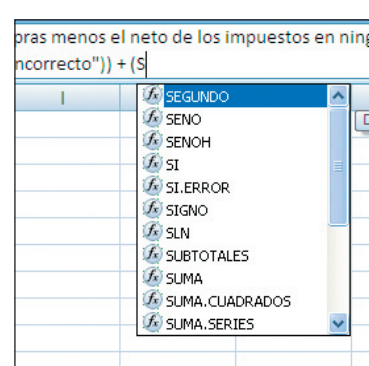 pras menos el neto de los impuestos en ning
ncorrecto")) + (S
I
SEGUNDO
SENO
SENOH
SI
SI.ERROR
SIGNO
SLN
SUBTOTALES
SUMA
SUMA.CUADRADOS
SUMA.SERIES